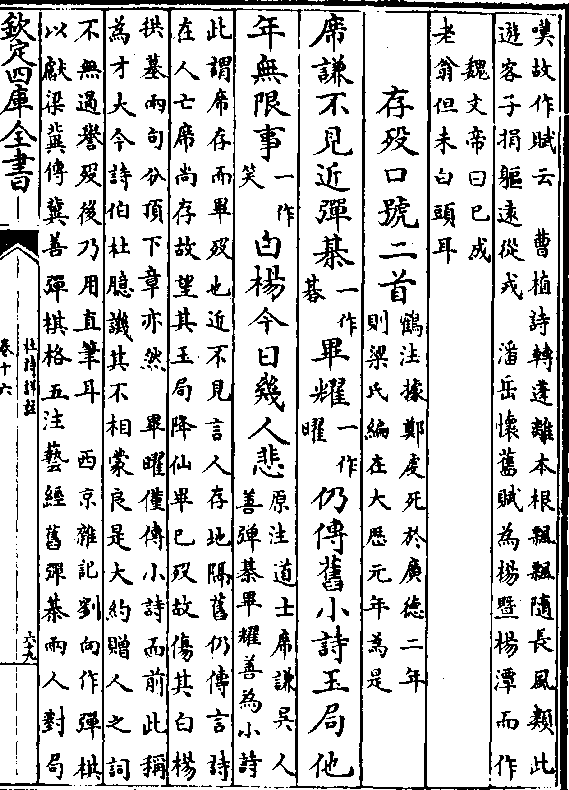 嘆故作賦云　曹植詩轉蓬離本根飄飄隨長風類此
遊客子捐軀遠從戎　潘岳懷舊賦為楊暨楊潭而作
魏文帝曰已成
老翁但未白頭耳
存歿口號二首
鶴注據鄭虔死於廣德二年
則梁氏編在大厯元年為是
席謙不見近彈棊
一作
碁
畢耀
一作
曜
仍傳舊小詩玉局他
年無限事
一作
笑
白楊今日幾人悲
原注道士席謙吳人
善彈棊畢耀善為小詩
此謂席存而畢歿也近不見言人存地隔舊仍傳言詩
在人亡席尚存故望其玉局降仙畢已歿故傷其白楊
拱墓兩句分頂下章亦然　畢曜僅傳小詩而前此稱
為才大今詩伯杜臆譏其不相蒙良是大約贈人之詞
不無過譽歿後乃用直筆耳　西京雜記劉向作彈棋
以獻梁冀傳冀善彈棋格五注藝經舊彈棊兩人對局
欽定四庫全書
杜詩詳註
卷十六
六九